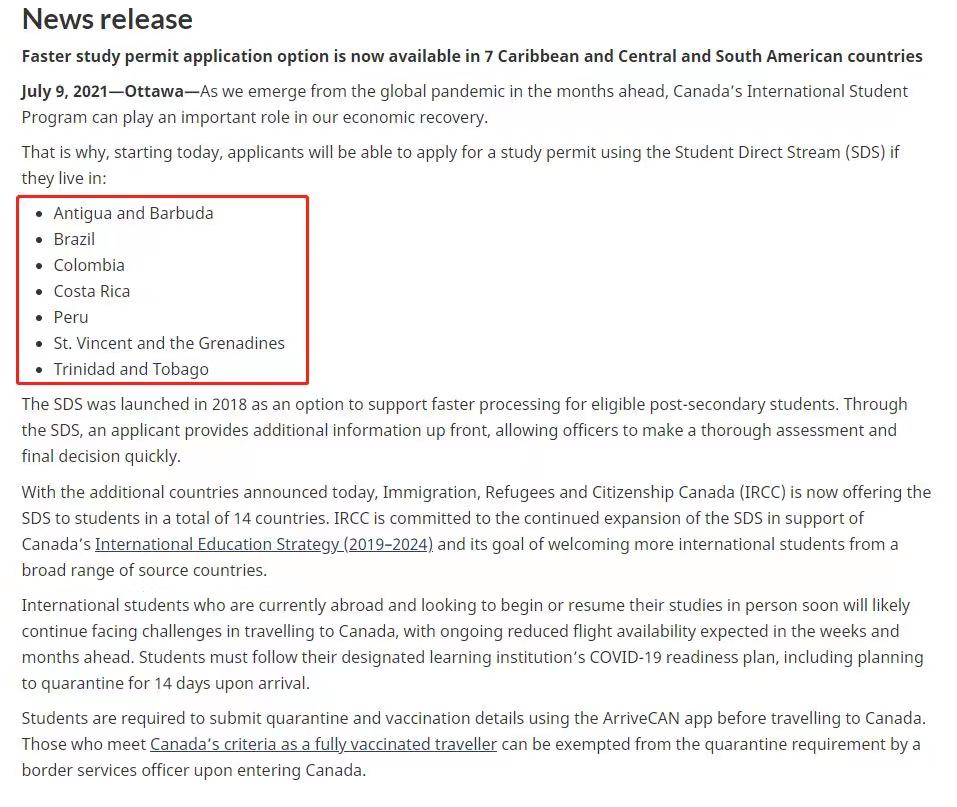 News release
Faster study permit application option is now available in 7 Caribbean and Central and South American countries
July 9, 2021—Ottawa—As we emerge from the global pandemic in the months ahead, Canada's International Student
Program can play an important role in our economic recovery.
That is why, starting today, applicants will be able to apply for a study permit using the Student Direct Stream (SDS) if
they live in:
• Antigua and Barbuda
• Brazil
• Colombia
• Costa Rica
• Peru
• St. Vincent and the Grenadines
• Trinidad and Tobago
The SDS was launched in 2018 as an option to support faster processing for eligible post-secondary students. Through
the SDS, an applicant provides additional information up front, allowing officers to make a thorough assessment and
final decision quickly.
With the additional countries announced today, Immigration, Refugees and Citizenship Canada (IRCC) is now offering the
SDS to students in a total of 14 countries. IRCC is committed to the continued expansion of the SDS in support of
Canada's International Education Strategy (2019–2024) and its goal of welcoming more international students from a
broad range of source countries.
International students who are currently abroad and looking to begin or resume their studies in person soon will likely
continue facing challenges in travelling to Canada, with ongoing reduced flight availability expected in the weeks and
months ahead. Students must follow their designated learning institution's COVID-19 readiness plan, including planning
to quarantine for 14 days upon arrival.
Students are required to submit quarantine and vaccination details using the ArriveCAN app before travelling to Canada.
Those who meet Canada's criteria as a fully vaccinated traveller can be exempted from the quarantine requirement by a
border services officer upon entering Canada.